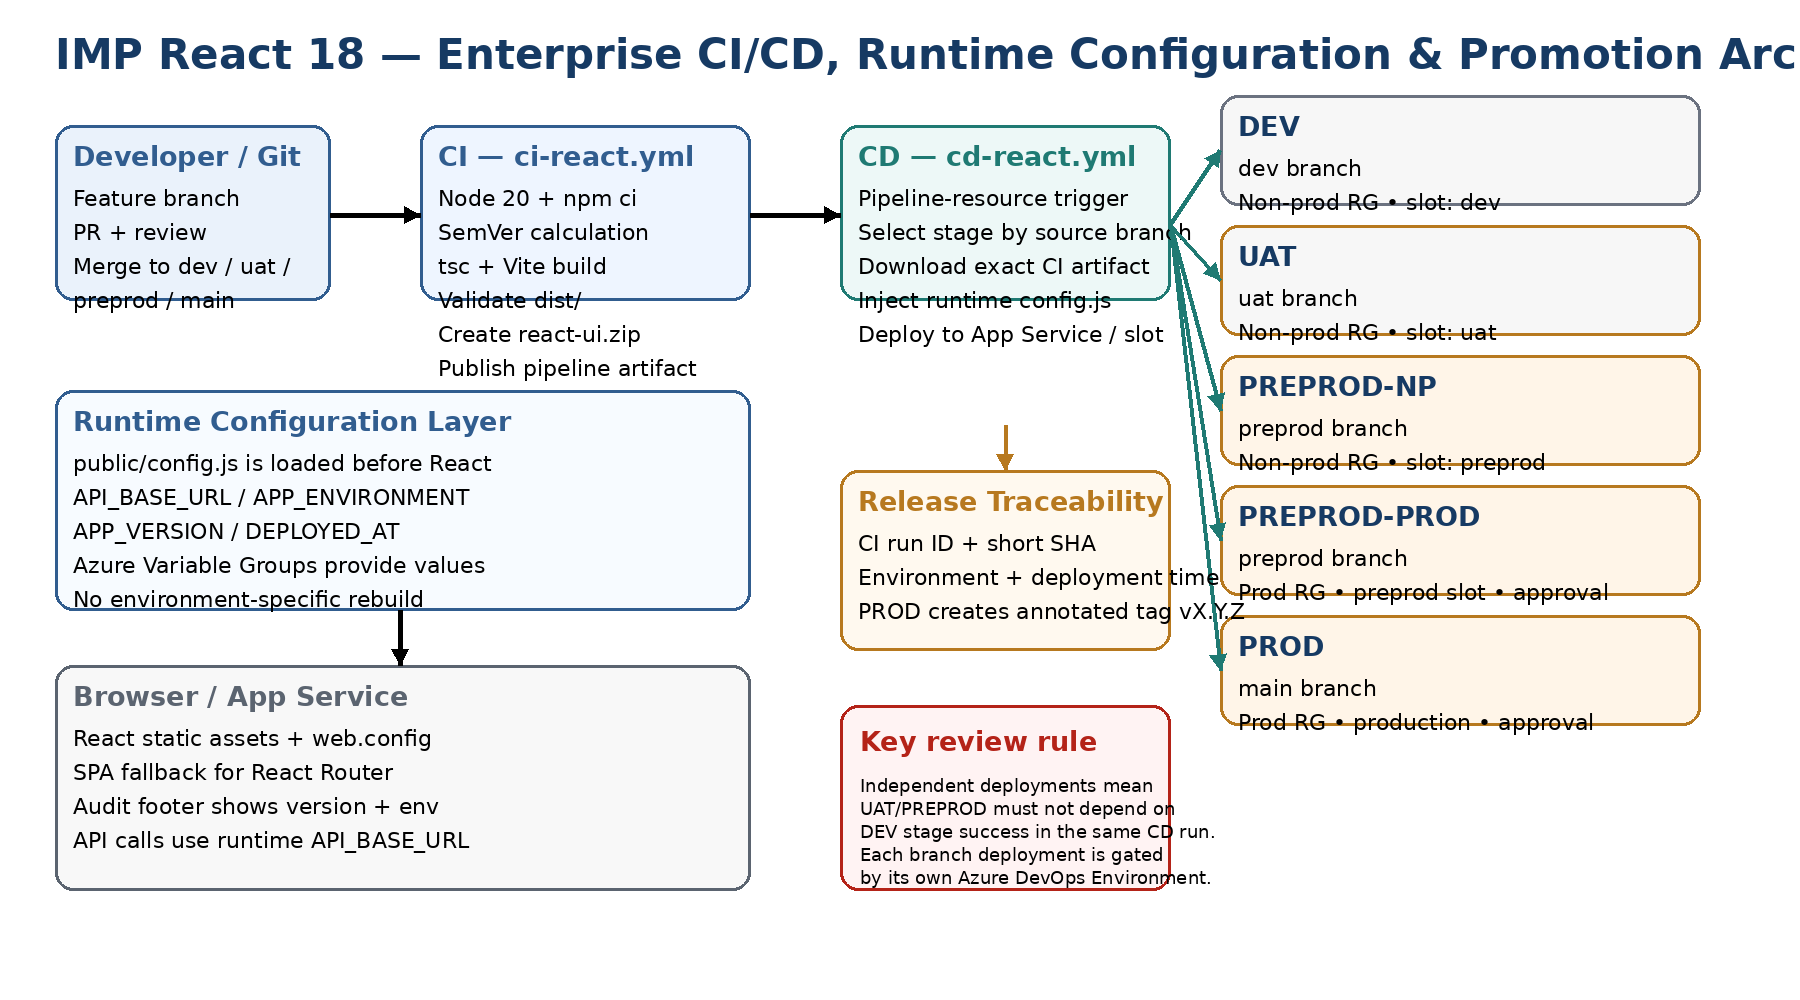 IMP React 18 — Enterprise CI/CD, Runtime Configuration & Promotion Arc
Developer / Git
Feature branch
PR + review
Merge to dev / uat /
preprod / main
CI — ci-react.yml
Node 20 + npm ci
SemVer calculation
tsc + Vite build
Validate dist/
Create react-ui.zip
Publish pipeline artifact
CD — cd-react.yml
Pipeline-resource trigger
Select stage by source branch
Download exact CI artifact
Inject runtime config.js
Deploy to App Service / slot
DEV
dev branch
Non-prod RG • slot: dev
UAT
uat branch
Non-prod RG • slot: uat
PREPROD-NP
preprod branch
Non-prod RG • slot: preprod
PREPROD-PROD
preprod branch
Prod RG • preprod slot • approval
PROD
main branch
Prod RG • production • approval
Runtime Configuration Layer
public/config.js is loaded before React
API_BASE_URL / APP_ENVIRONMENT
APP_VERSION / DEPLOYED_AT
Azure Variable Groups provide values
No environment-specific rebuild
Release Traceability
CI run ID + short SHA
Environment + deployment time
PROD creates annotated tag vX.Y.Z
Browser / App Service
React static assets + web.config
SPA fallback for React Router
Audit footer shows version + env
API calls use runtime API_BASE_URL
Key review rule
Independent deployments mean
UAT/PREPROD must not depend on
DEV stage success in the same CD run.
Each branch deployment is gated
by its own Azure DevOps Environment.